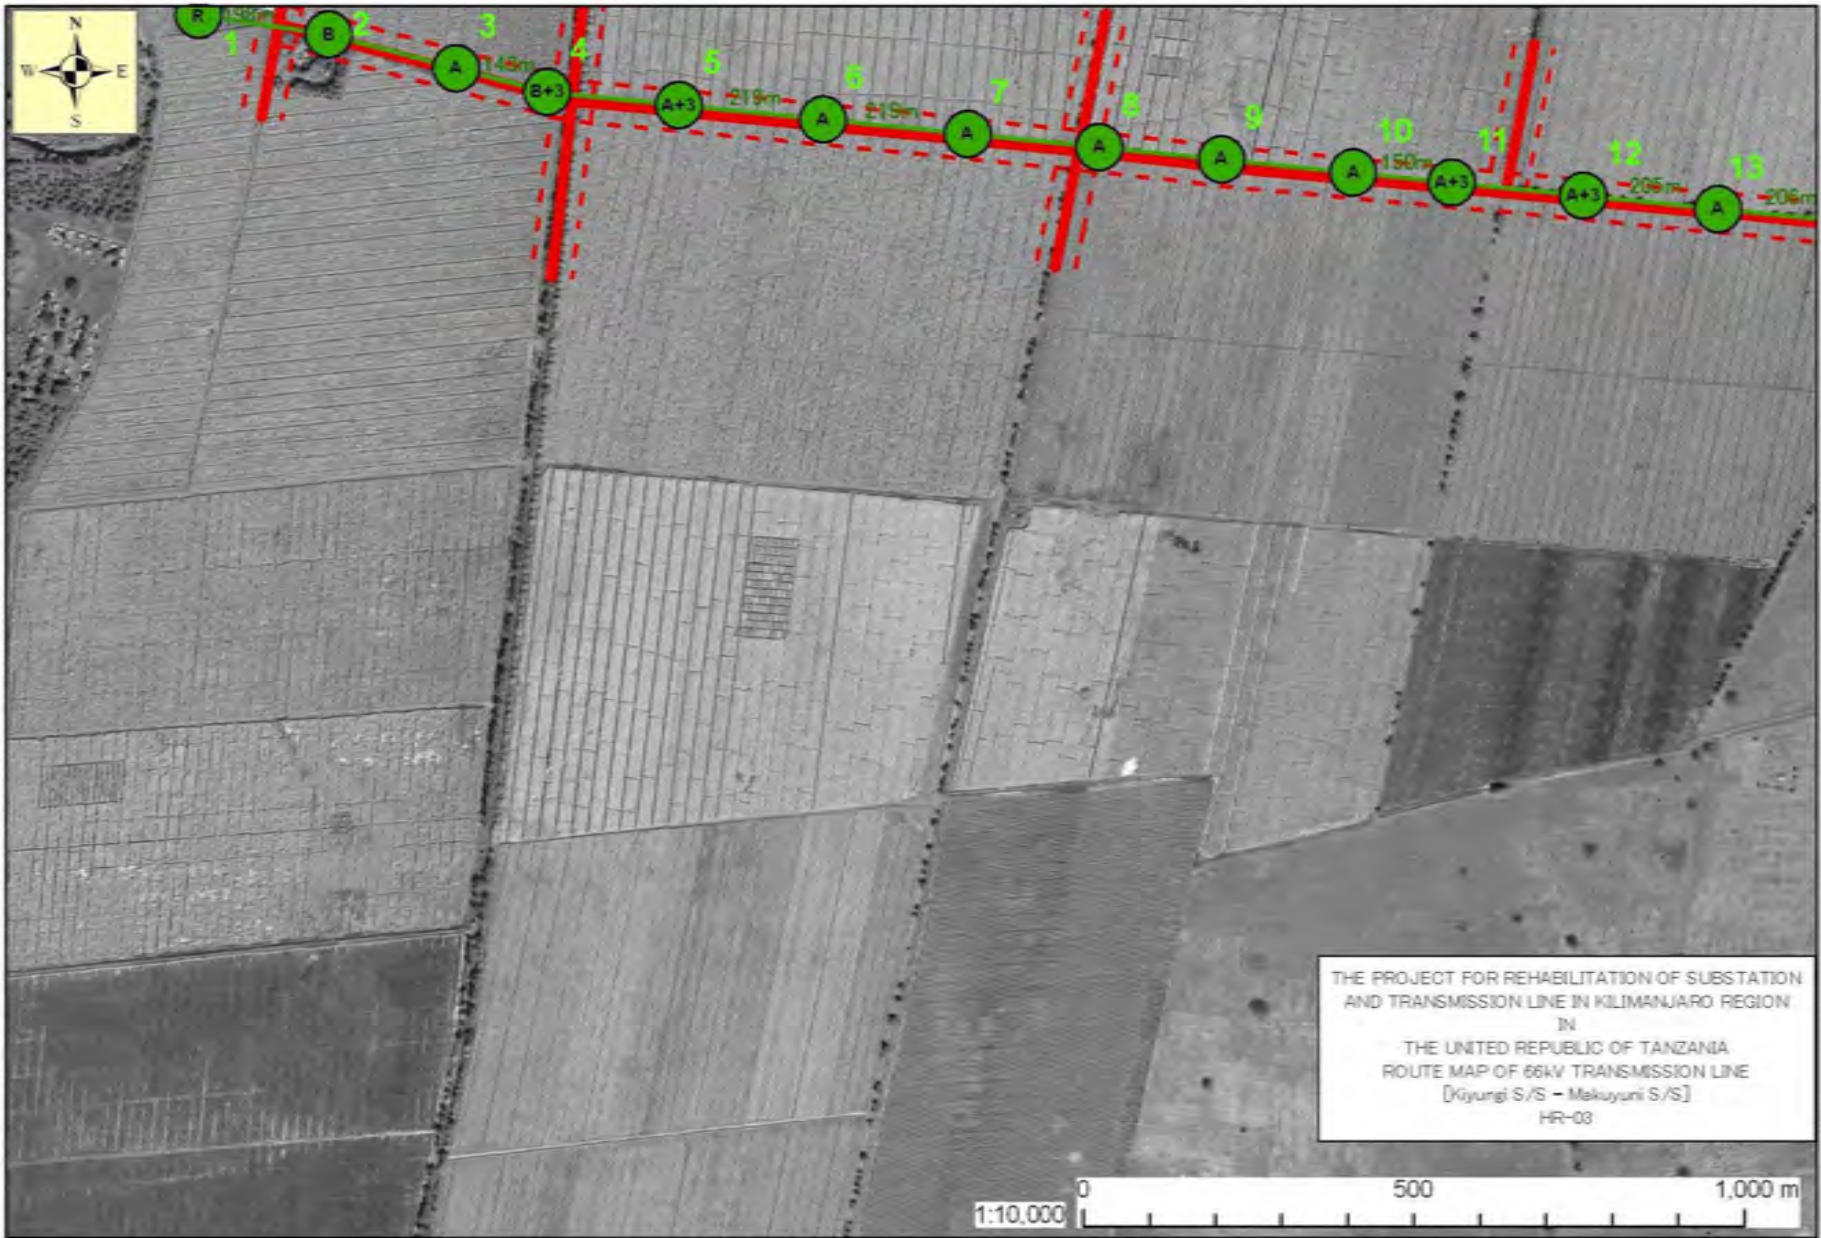 N
W E
S
R
1
B
2
3
A
145m
4
B+3
5
A+3
219m
6
A
219m
7
A
8
A
9
A
10
A
150m
11
A+3
12
A+3
205m
13
A
206m
THE PROJECT FOR REHABILITATION OF SUBSTATION
AND TRANSMISSION LINE IN KILIMANJARO REGION
IN
THE UNITED REPUBLIC OF TANZANIA
ROUTE MAP OF 66kV TRANSMISSION LINE
[Kiyungi S/S - Makuyuni S/S]
HR-03
0 500 1,000 m
1:10,000